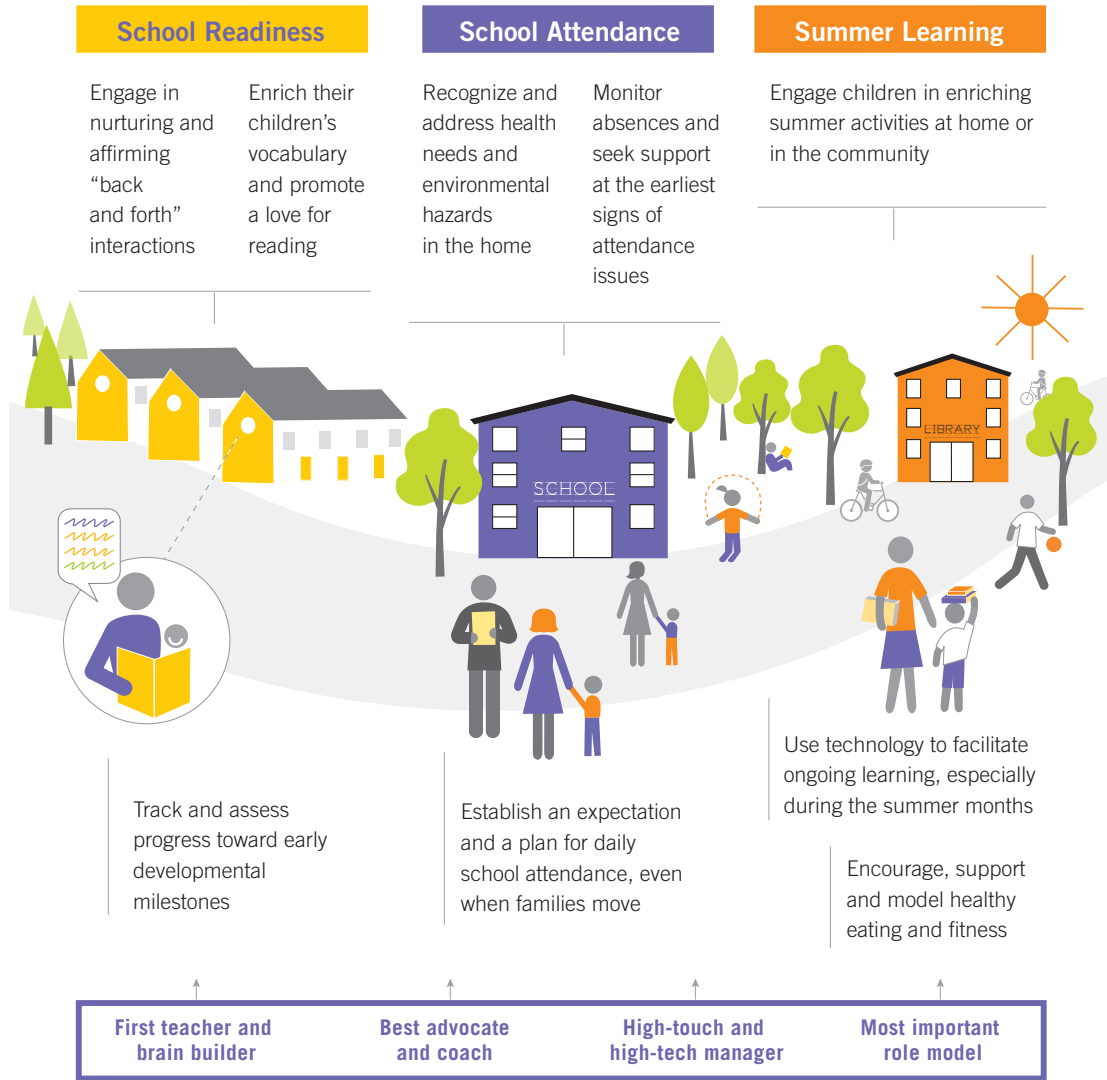 School Readiness
Engage in
nurturing and
affirming
“back
and forth”
interactions
Enrich their
children’s
vocabulary
and promote
a love for
reading
School Attendance
Recognize and
address health
needs and
environmental
hazards
in the home
Monitor
absences and
seek support
at the earliest
signs of
attendance
issues
Summer Learning
Engage children in enriching
summer activities at home or
in the community
SCHOOL
LIBRARY
Track and assess
progress toward early
developmental
milestones
Establish an expectation
and a plan for daily
school attendance, even
when families move
Use technology to facilitate
ongoing learning, especially
during the summer months
Encourage, support
and model healthy
eating and fitness
First teacher and
brain builder
Best advocate
and coach
High-touch and
high-tech manager
Most important
role model